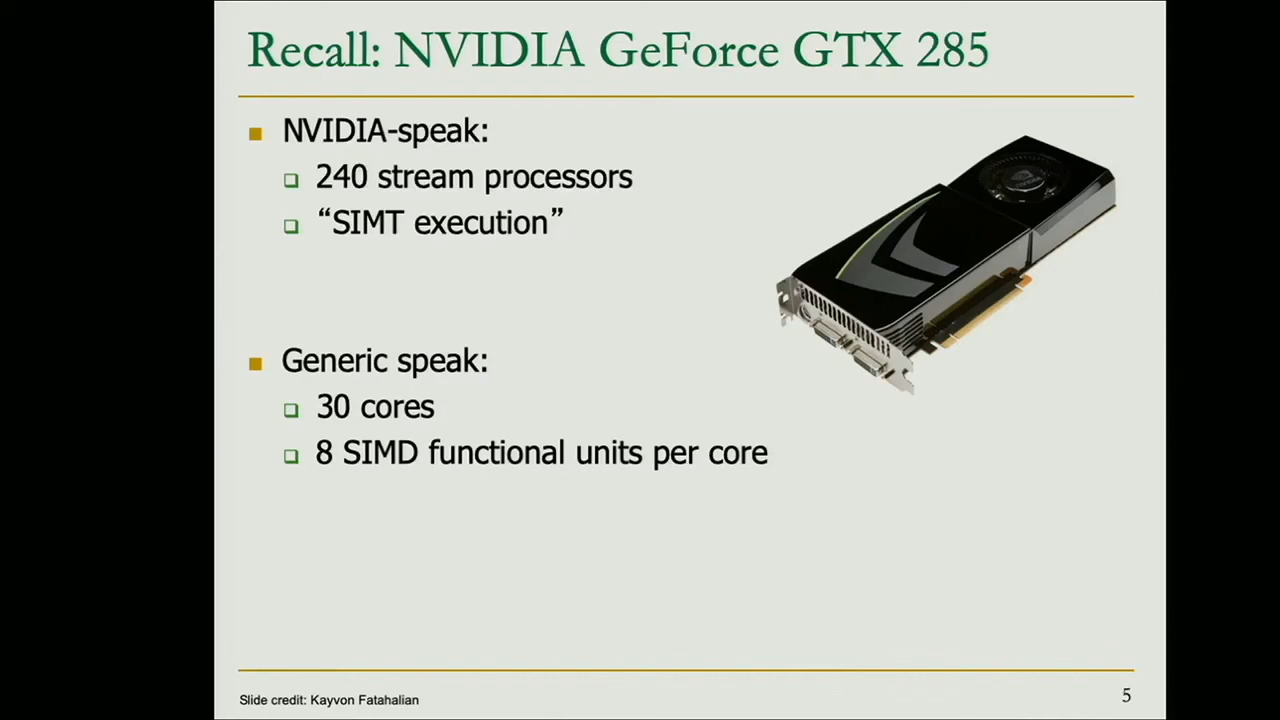 Recall: NVIDIA GeForce GTX 285
NVIDIA-speak:
240 stream processors
“SIMT execution”
Generic speak:
30 cores
8 SIMD functional units per core
Slide credit: Kayvon Fatahalian
5